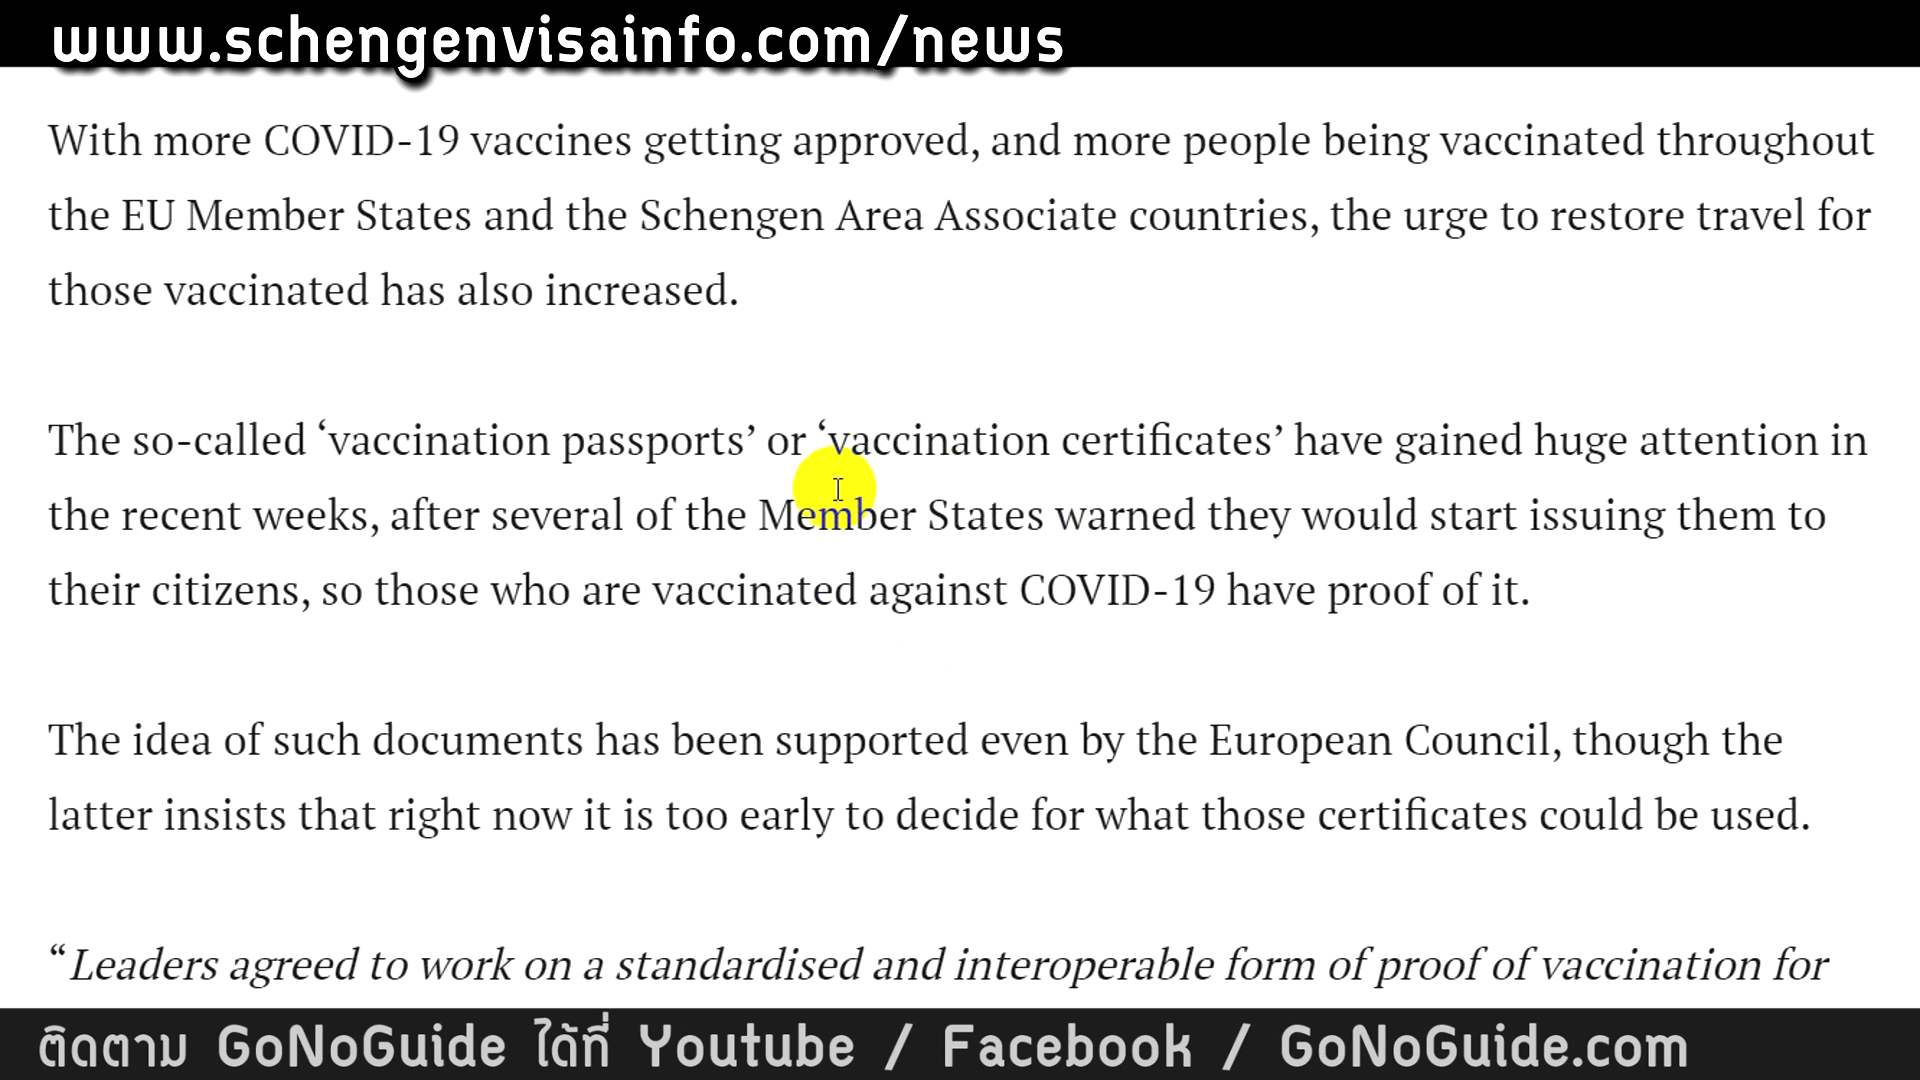 www.schengenvisainfo.com/news
With more COVID-19 vaccines getting approved, and more people being vaccinated throughout
the EU Member States and the Schengen Area Associate countries, the urge to restore travel for
those vaccinated has also increased.
The so-called ‘vaccination passports’ or ‘vaccination certificates’ have gained huge attention in
the recent weeks, after several of the Member States warned they would start issuing them to
their citizens, so those who are vaccinated against COVID-19 have proof of it.
The idea of such documents has been supported even by the European Council, though the
latter insists that right now it is too early to decide for what those certificates could be used.
“Leaders agreed to work on a standardised and interoperable form of proof of vaccination for
ติดตาม GoNoGuide ได้ที่ Youtube / Facebook / GoNoGuide.com